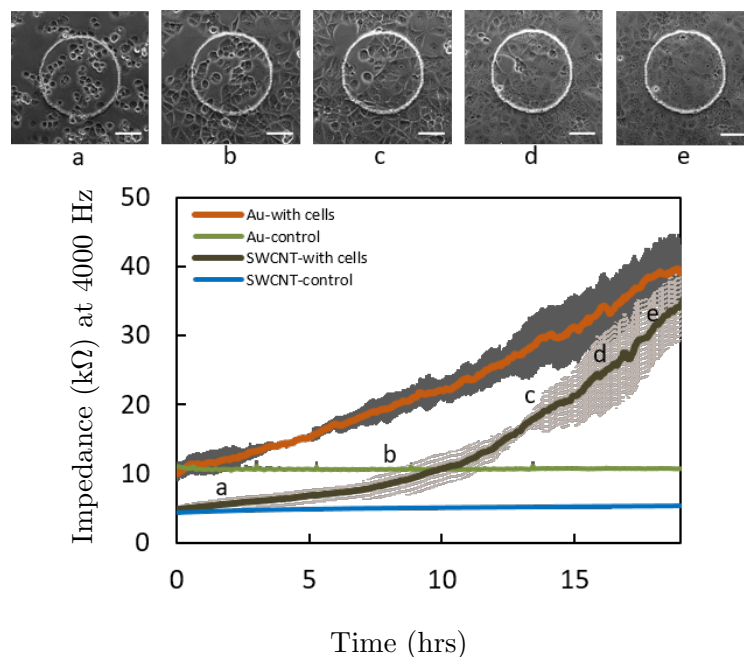 a
b
c
d
e
Impedance (kΩ) at 4000 Hz
50
40
30
20
10
0
Au-with cells
Au-control
SWCNT-with cells
SWCNT-control
a
b
c
d
e
0
5
10
15
Time (hrs)